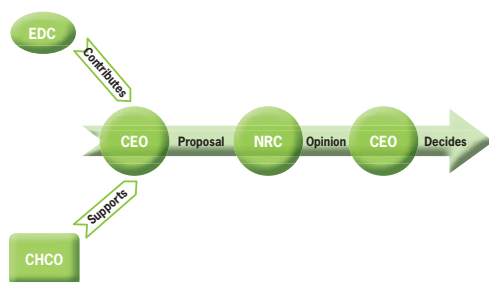 EDC
Contributes
CEO Proposal NRC Opinion CEO Decides
Supports
CHCO